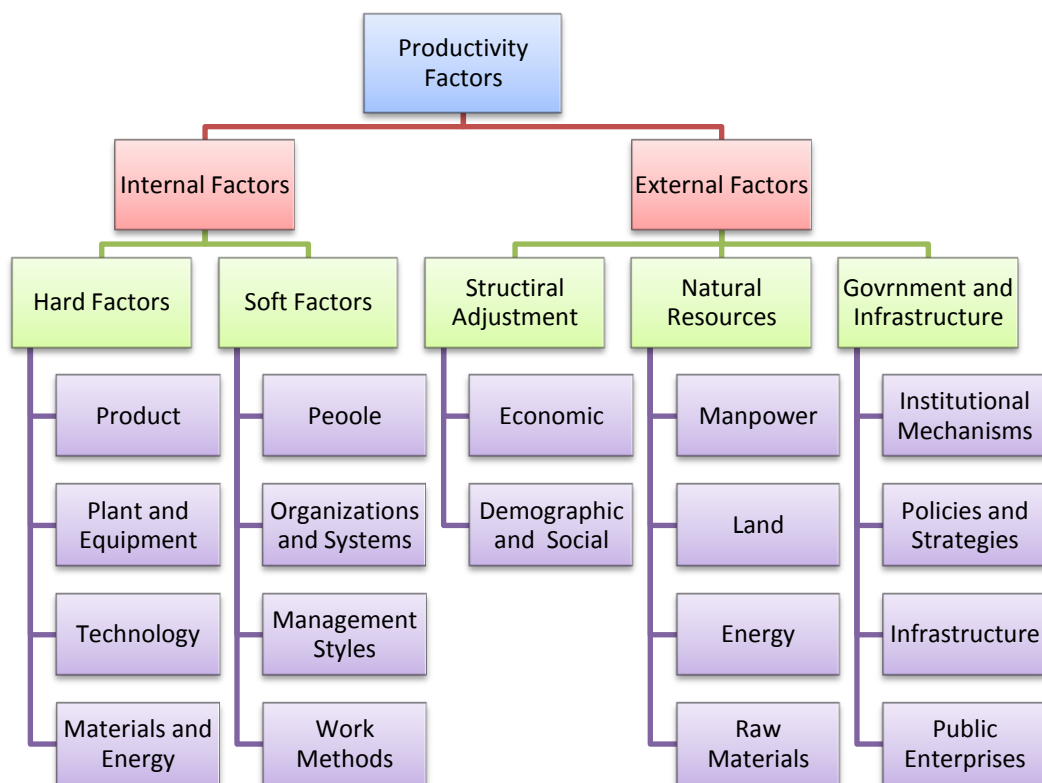 Productivity
Factors
Internal Factors
External Factors
Hard Factors
Soft Factors
Structiral
Adjustment
Natural
Resources
Govrnment and
Infrastructure
Product
Peoole
Economic
Manpower
Institutional
Mechanisms
Plant and
Equipment
Organizations
and Systems
Demographic
and Social
Land
Policies and
Strategies
Technology
Management
Styles
Energy
Infrastructure
Materials and
Energy
Work
Methods
Raw
Materials
Public
Enterprises